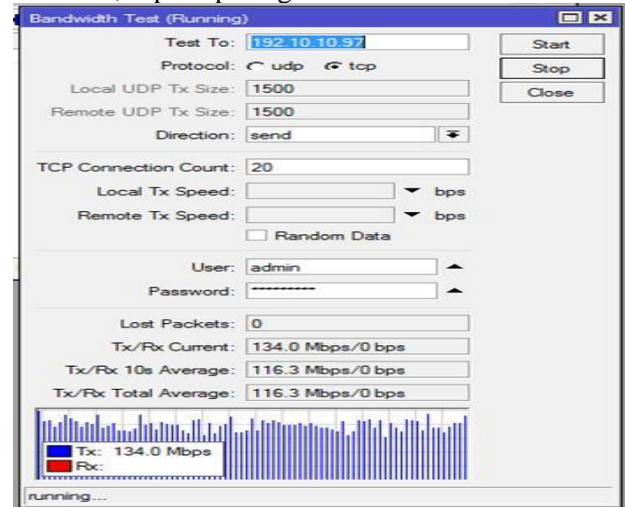 Bandwidth Test (Running)
Test To: 192.10.10.97 Start
Protocol: udp tcp Stop
Local UDP Tx Size: 1500 Close
Remote UDP Tx Size: 1500
Direction: send
TCP Connection Count: 20
Local Tx Speed: bps
Remote Tx Speed: bps
Random Data
User: admin
Password: *********
Lost Packets: 0
Tx/Rx Current: 134.0 Mbps/0 bps
Tx/Rx 10s Average: 116.3 Mbps/0 bps
Tx/Rx Total Average: 116.3 Mbps/0 bps
Tx: 134.0 Mbps
Rx:
running...